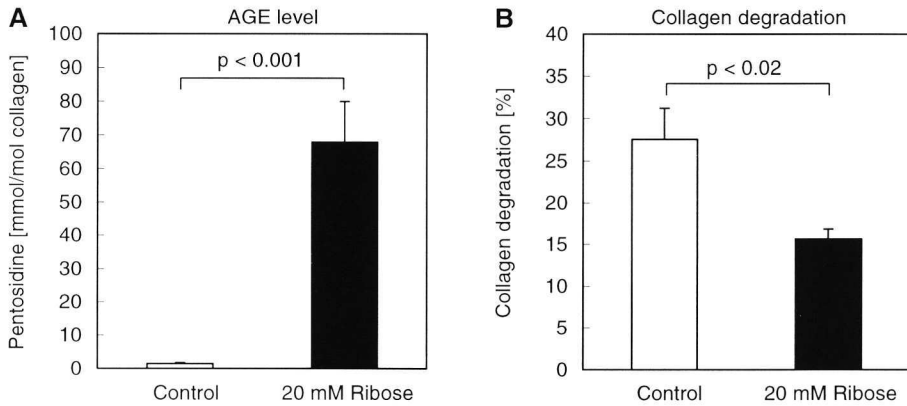 A
AGE level
Pentosidine [mmol/mol collagen]
100
90
80
70
60
50
40
30
20
10
0
p < 0.001
Control
20 mM Ribose
B
Collagen degradation
Collagen degradation [%]
40
35
30
25
20
15
10
5
0
p < 0.02
Control
20 mM Ribose